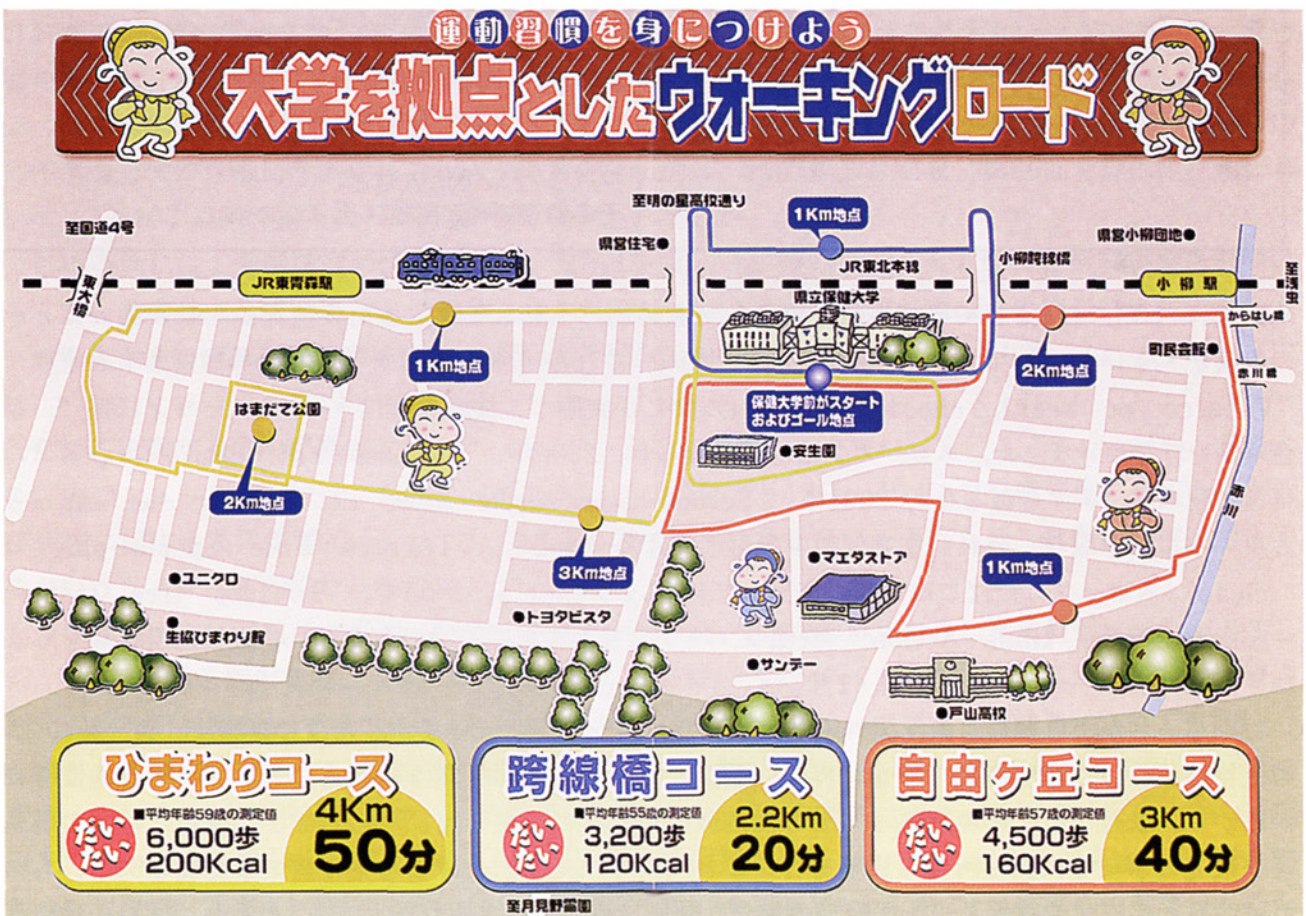 運動習慣を身につけよう
大学を拠点としたウォーキングロード
至国道4号
東大橋
JR東青森駅
県営住宅●
至明の星高校通り
1Km地点
JR東北本線
小柳跨線橋
県営小柳団地●
小柳駅
至浅虫
からはし橋
町民会館●
赤川橋
赤川
県立保健大学
1Km地点
2Km地点
保健大学前がスタート
およびゴール地点
はまだて公園
2Km地点
●安生園
3Km地点
●マエダストア
1Km地点
●ユニクロ
●生協ひまわり館
●トヨタビスタ
●サンデー
●戸山高校
ひまわりコース
■平均年齢59歳の測定値
だいたい
6,000歩
200Kcal
4Km
50分
跨線橋コース
■平均年齢55歳の測定値
だいたい
3,200歩
120Kcal
2.2Km
20分
自由ヶ丘コース
■平均年齢57歳の測定値
だいたい
4,500歩
160Kcal
3Km
40分
至月見野霊園